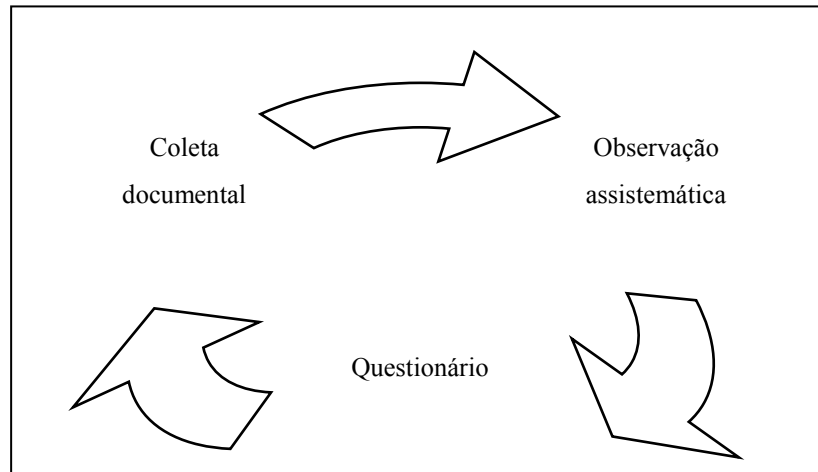 Coleta
documental
Observação
assistemática
Questionário